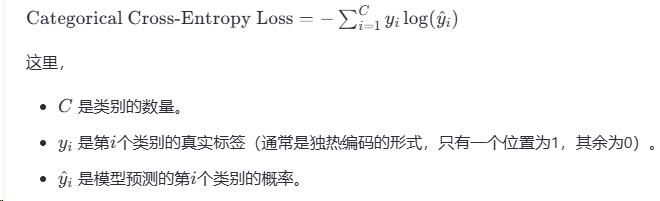 Categorical Cross-Entropy Loss = − ∑_{i=1}^{C} y_i log(ŷ_i)
这里，
• C 是类别的数量。
• y_i 是第i个类别的真实标签（通常是独热编码的形式，只有一个位置为1，其余为0）。
• ŷ_i 是模型预测的第i个类别的概率。